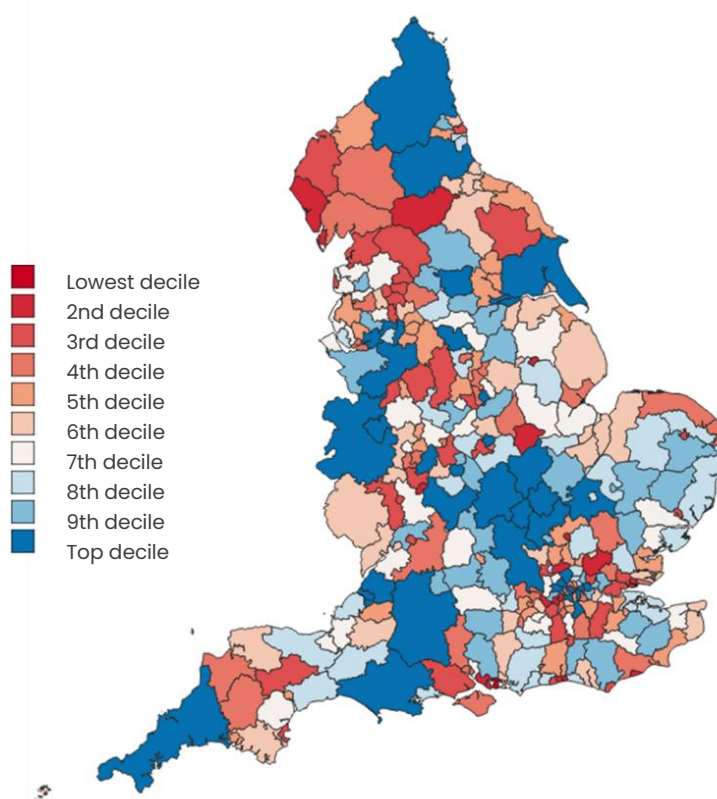 Lowest decile
2nd decile
3rd decile
4th decile
5th decile
6th decile
7th decile
8th decile
9th decile
Top decile